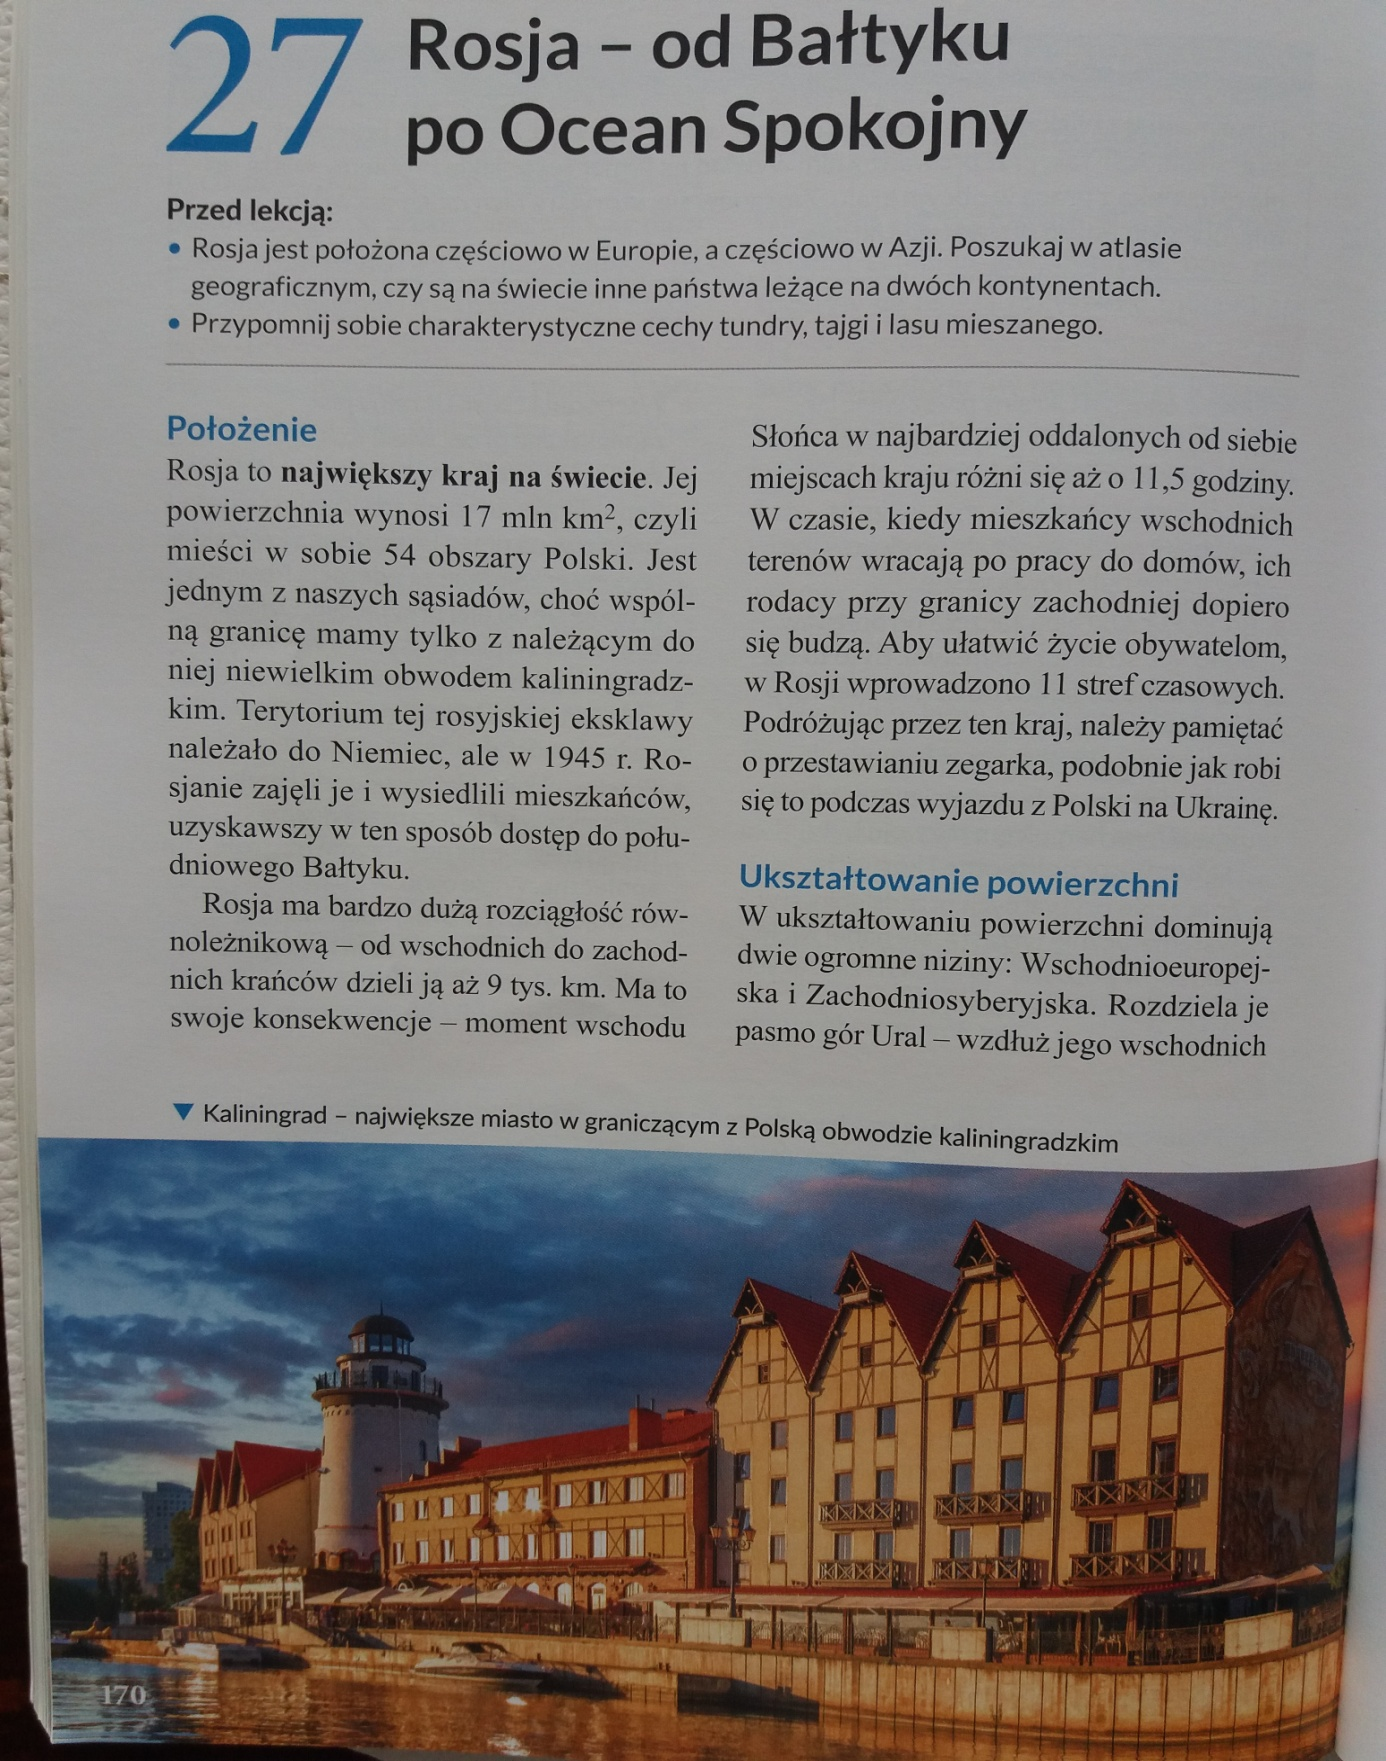 27
Rosja – od Bałtyku
po Ocean Spokojny
Przed lekcją:
• Rosja jest położona częściowo w Europie, a częściowo w Azji. Poszukaj w atlasie
geograficznym, czy są na świecie inne państwa leżące na dwóch kontynentach.
• Przypomnij sobie charakterystyczne cechy tundry, tajgi i lasu mieszanego.
Położenie
Rosja to największy kraj na świecie. Jej
powierzchnia wynosi 17 mln km², czyli
mieści w sobie 54 obszary Polski. Jest
jednym z naszych sąsiadów, choć wspól-
ną granicę mamy tylko z należącym do
niej niewielkim obwodem kaliningradz-
kim. Terytorium tej rosyjskiej eksklawy
należało do Niemiec, ale w 1945 r. Ro-
sjanie zajęli je i wysiedlili mieszkańców,
uzyskawszy w ten sposób dostęp do połu-
dniowego Bałtyku.
Rosja ma bardzo dużą rozciągłość rów-
noleżnikową – od wschodnich do zachod-
nich krańców dzieli ją aż 9 tys. km. Ma to
swoje konsekwencje – moment wschodu
Słońca w najbardziej oddalonych od siebie
miejscach kraju różni się aż o 11,5 godziny.
W czasie, kiedy mieszkańcy wschodnich
terenów wracają po pracy do domów, ich
rodacy przy granicy zachodniej dopiero
się budzą. Aby ułatwić życie obywatelom,
w Rosji wprowadzono 11 stref czasowych.
Podróżując przez ten kraj, należy pamiętać
o przestawianiu zegarka, podobnie jak robi
się to podczas wyjazdu z Polski na Ukrainę.
Ukształtowanie powierzchni
W ukształtowaniu powierzchni dominują
dwie ogromne niziny: Wschodnioeuropej-
ska i Zachodniosyberyjska. Rozdziela je
pasmo gór Ural – wzdłuż jego wschodnich
▼ Kaliningrad – największe miasto w graniczącym z Polską obwodzie kaliningradzkim
170